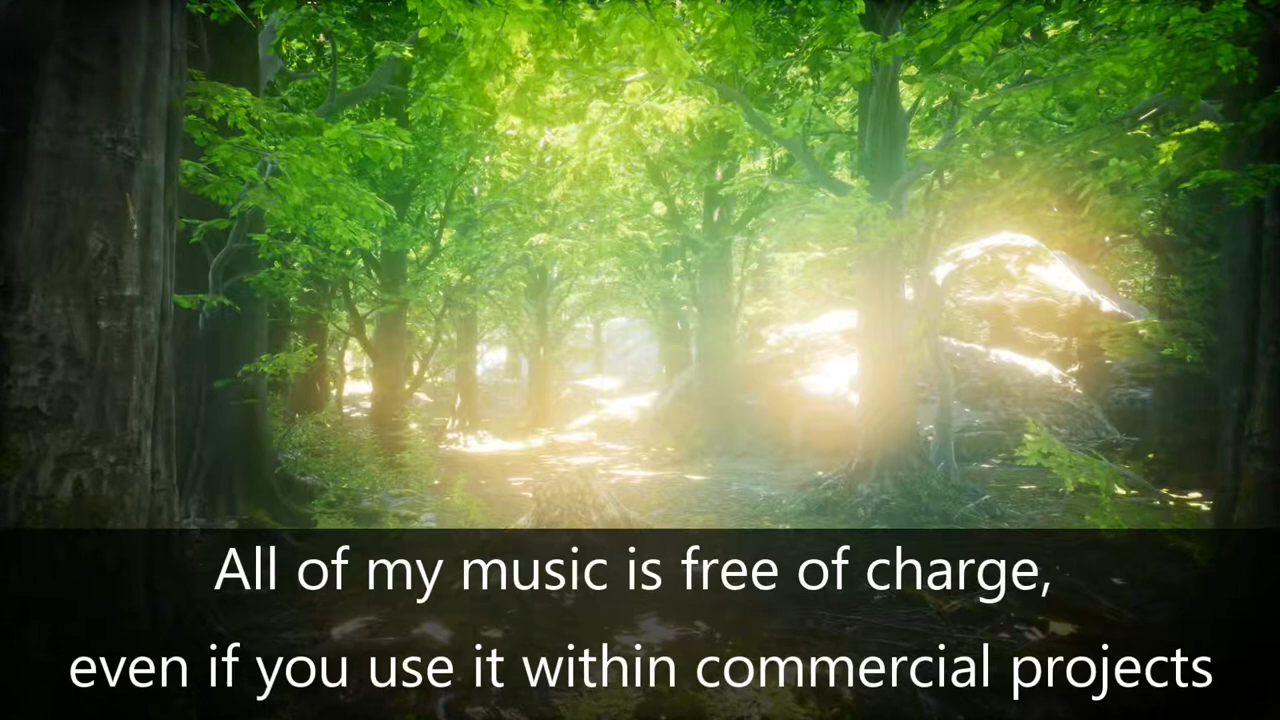 All of my music is free of charge,
even if you use it within commercial projects